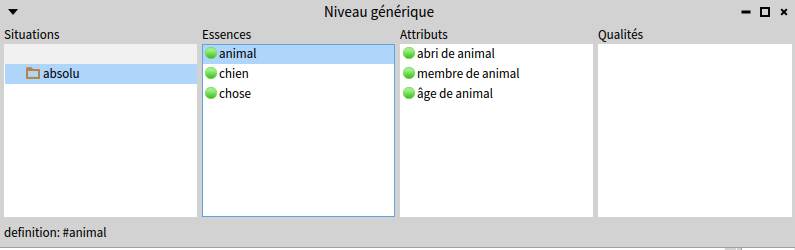 Niveau générique
Situations Essences Attributs Qualités
animal abri de animal
absolu chien membre de animal
chose âge de animal
definition: #animal